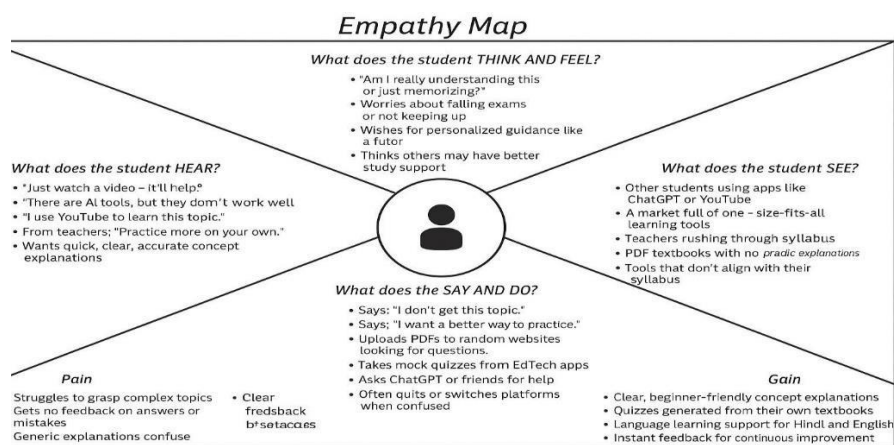 Empathy Map
What does the student THINK AND FEEL?
• "Am I really understanding this
or just memorizing?"
• Worries about falling exams
or not keeping up
• Wishes for personalized guidance like
a futor
• Thinks others may have better
study support
What does the student HEAR?
• "Just watch a video – it'll help."
• "There are AI tools, but they dom't work well
• "I use YouTube to learn this topic."
• From teachers; "Practice more on your own."
• Wants quick, clear, accurate concept
explanations
What does the student SEE?
• Other students using apps like
ChatGPT or YouTube
• A market full of one – size-fits-all
learning tools
• Teachers rushing through syllabus
• PDF textbooks with no pradic explanations
• Tools that don't align with their
syllabus
What does the SAY AND DO?
• Says: "I don't get this topic."
• Says; "I want a better way to practice."
• Uploads PDFs to random websites
looking for questions.
• Takes mock quizzes from EdTech apps
• Asks ChatGPT or friends for help
• Often quits or switches platforms
when confused
Pain
Struggles to grasp complex topics
Gets no feedback on answers or
mistakes
Generic explanations confuse
• Clear
fredsback
Gain
• Clear, beginner-friendly concept explanations
• Quizzes generated from their own textbooks
• Language learning support for Hindl and English
• Instant feedback for continuous improvement